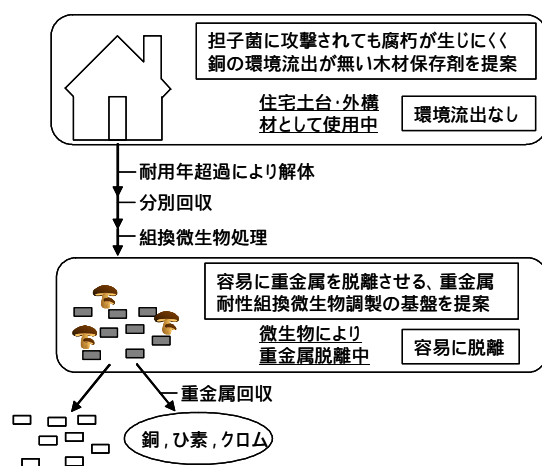 担子菌に攻撃されても腐朽が生じにくく
銅の環境流出が無い木材保存剤を提案
住宅土台・外構
材として使用中
環境流出なし
耐用年超過により解体
分別回収
組換微生物処理
容易に重金属を脱離させる、重金属
耐性組換微生物調製の基盤を提案
微生物により
重金属脱離中
容易に脱離
重金属回収
銅，ひ素，クロム